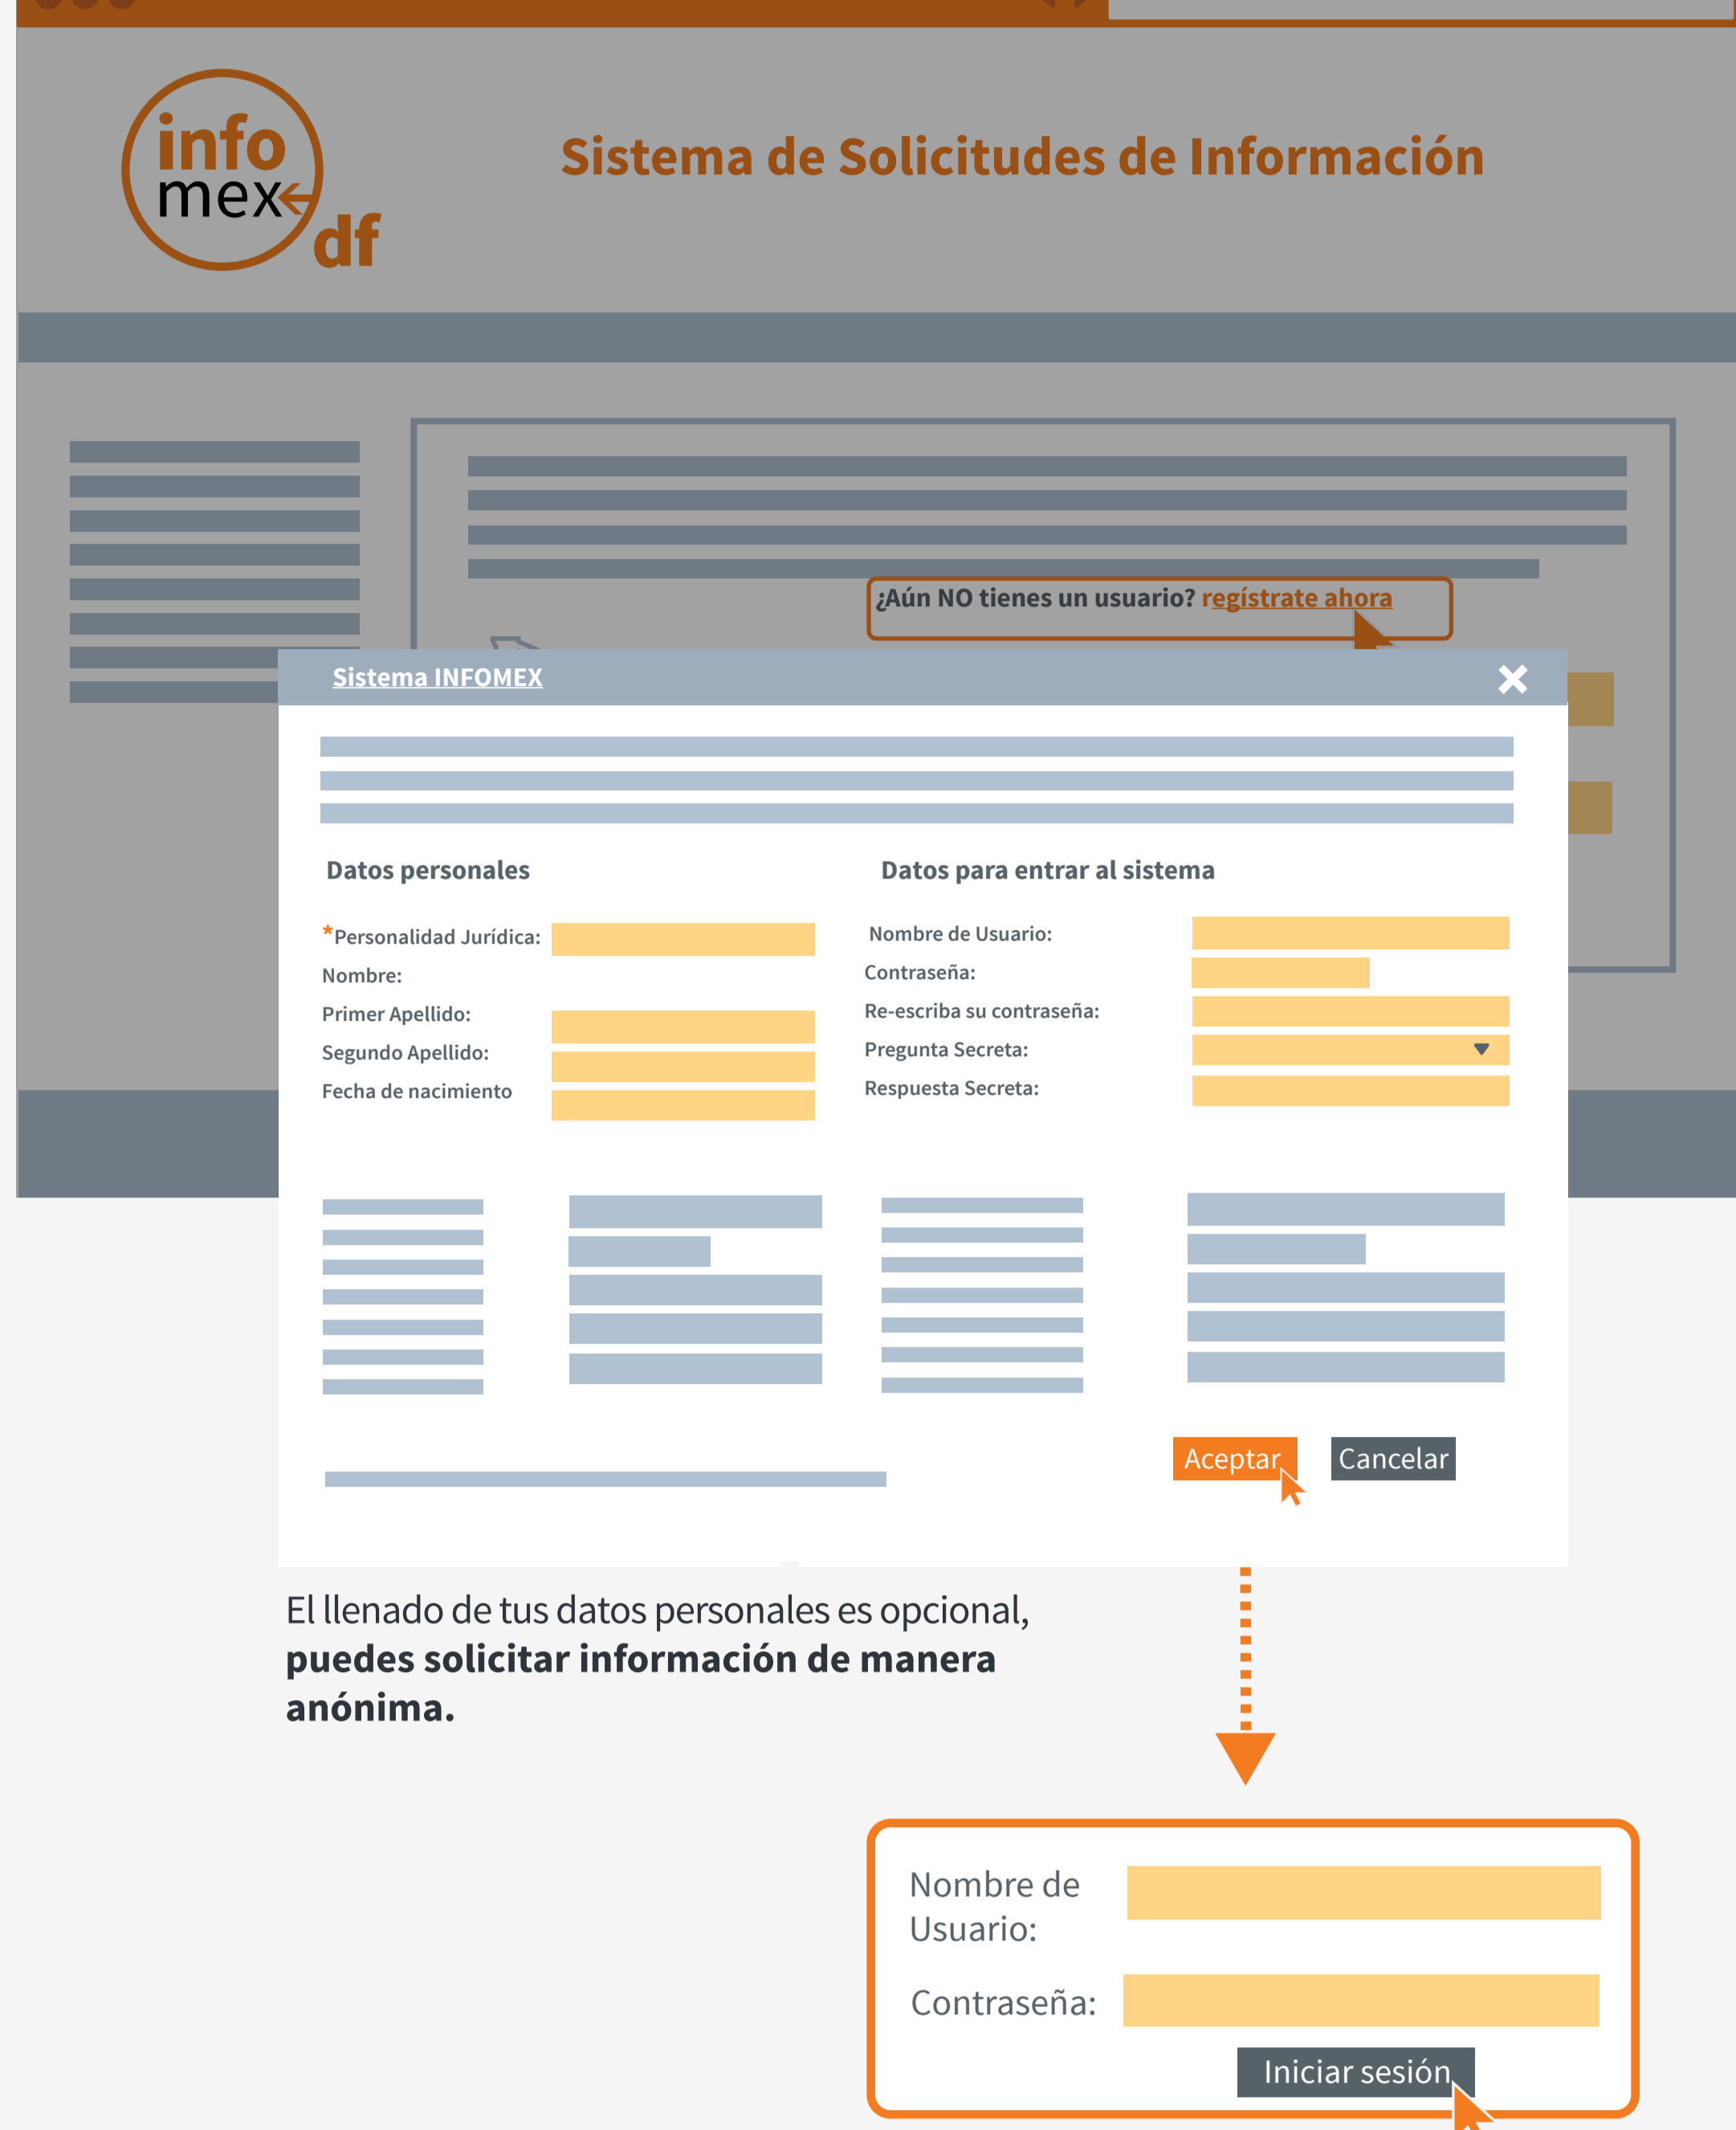 info
mex
df
Sistema de Solicitudes de Información
¿Aún NO tienes un usuario? regístrate ahora
Sistema INFOMEX
Datos personales
*Personalidad Jurídica:
Nombre:
Primer Apellido:
Segundo Apellido:
Fecha de nacimiento
Datos para entrar al sistema
Nombre de Usuario:
Contraseña:
Re-escriba su contraseña:
Pregunta Secreta:
Respuesta Secreta:
Aceptar
Cancelar
El llenado de tus datos personales es opcional,
puedes solicitar información de manera
anónima.
Nombre de
Usuario:
Contraseña:
Iniciar sesión